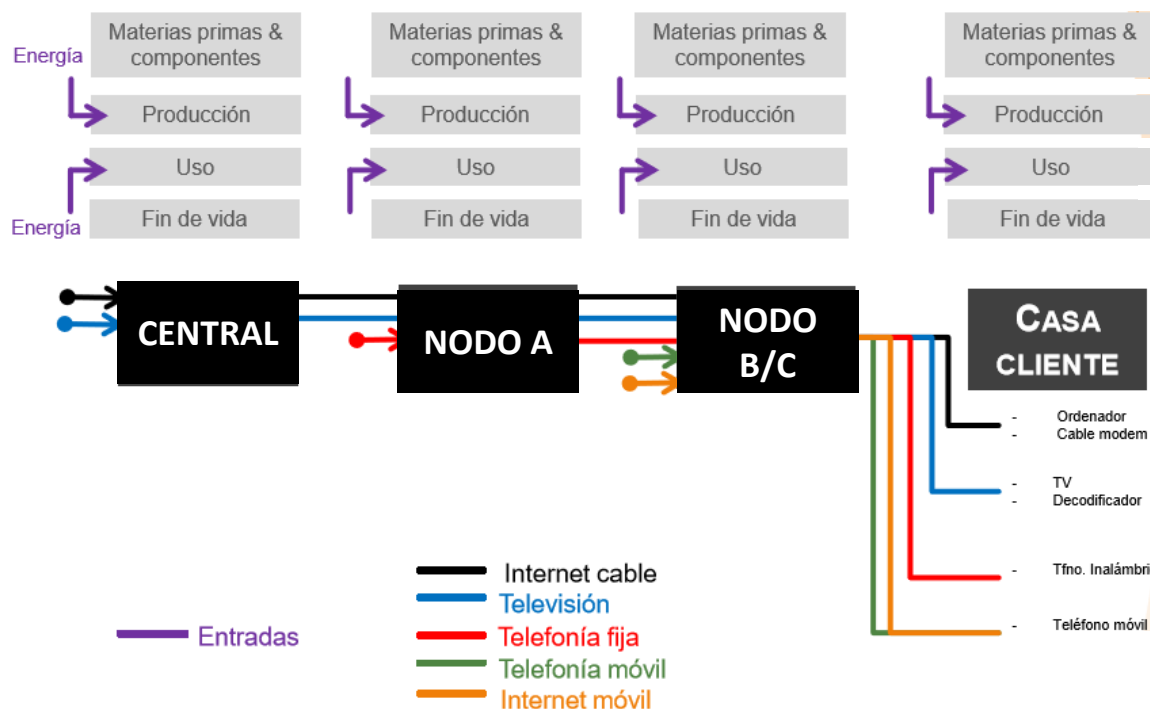 Materias primas &
componentes
Materias primas &
componentes
Materias primas &
componentes
Materias primas &
componentes
Energía
Producción
Producción
Producción
Producción
Uso
Uso
Uso
Uso
Energía
Fin de vida
Fin de vida
Fin de vida
Fin de vida
CENTRAL
NODO A
NODO
B/C
CASA
CLIENTE
- Ordenador
- Cable modem
- TV
- Decodificador
- Tfno. Inalámbri
- Teléfono móvil
Internet cable
Televisión
Entradas
Telefonía fija
Telefonía móvil
Internet móvil